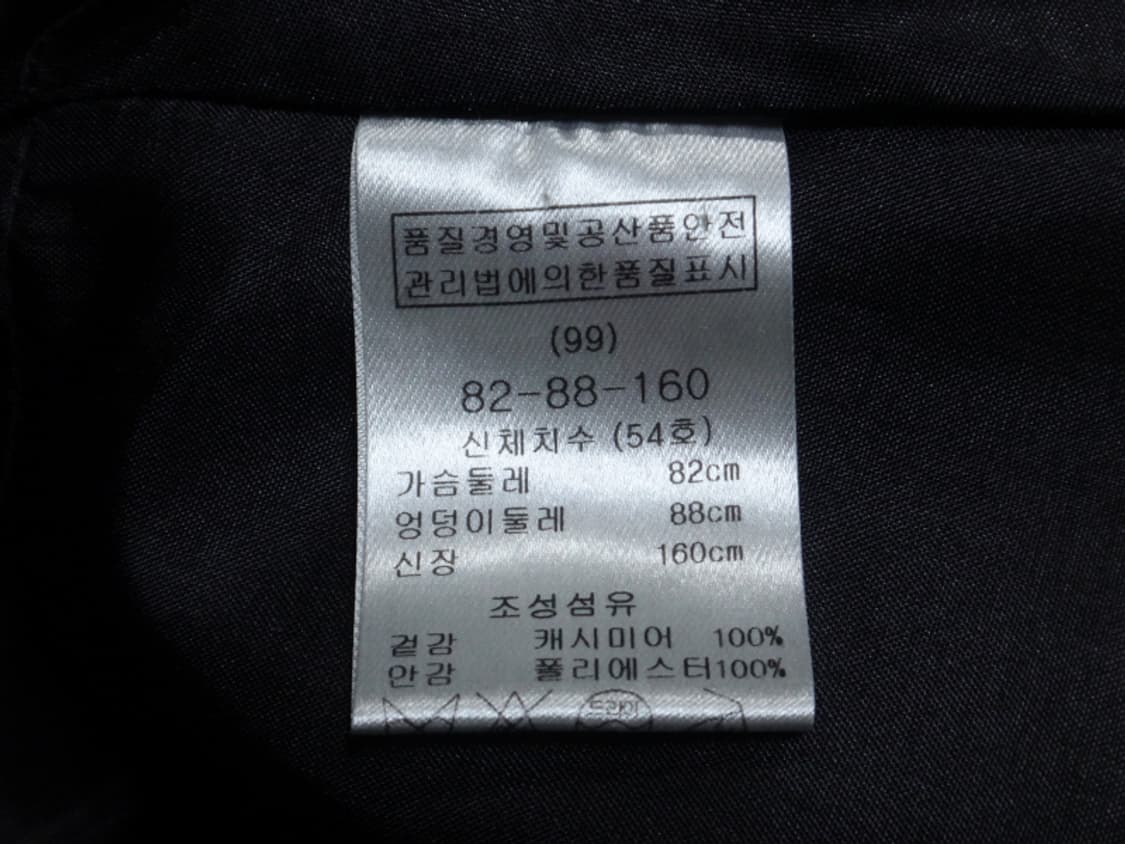 품질경영및공산품안전
관리법에의한품질표시
(99)
82-88-160
신체치수 (54호)
가슴둘레 82cm
엉덩이둘레 88cm
신장 160cm
조성섬유
겉감 캐시미어 100%
안감 폴리에스터100%
드라이